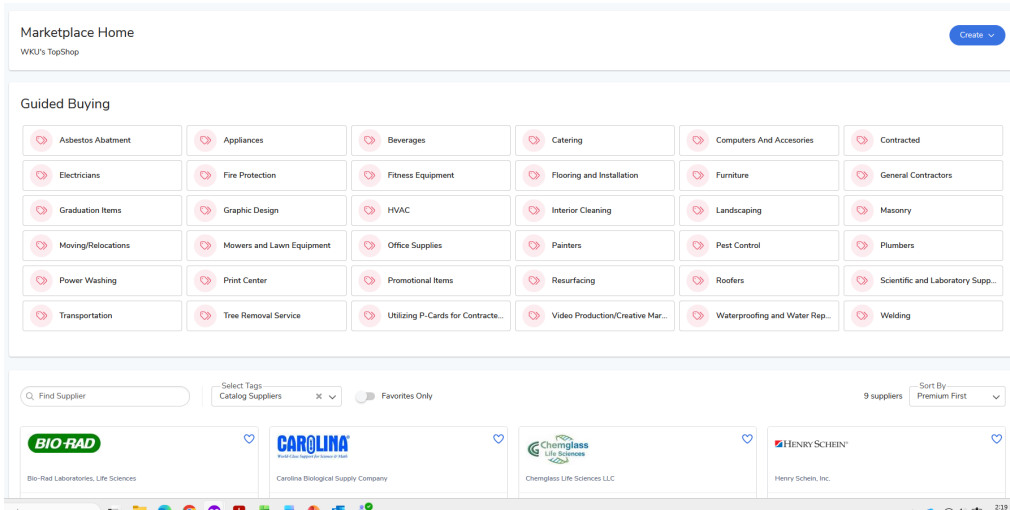 Marketplace Home
WKU's TopShop
Create
Guided Buying
Asbestos Abatment
Appliances
Beverages
Catering
Computers And Accesories
Contracted
Electricians
Fire Protection
Fitness Equipment
Flooring and Installation
Furniture
General Contractors
Graduation Items
Graphic Design
HVAC
Interior Cleaning
Landscaping
Masonry
Moving/Relocations
Mowers and Lawn Equipment
Office Supplies
Painters
Pest Control
Plumbers
Power Washing
Print Center
Promotional Items
Resurfacing
Roofers
Scientific and Laboratory Supp...
Transportation
Tree Removal Service
Utilizing P-Cards for Contracte...
Video Production/Creative Mar...
Waterproofing and Water Rep...
Welding
Find Supplier
Select Tags
Catalog Suppliers
Favorites Only
9 suppliers
Sort By
Premium First
BIO-RAD
CAROLINA®
World-Class Support for Science & Math
Chemglass
Life Sciences
HENRY SCHEIN®
Bio-Rad Laboratories, Life Sciences
Carolina Biological Supply Company
Chemglass Life Sciences LLC
Henry Schein, Inc.
2:19